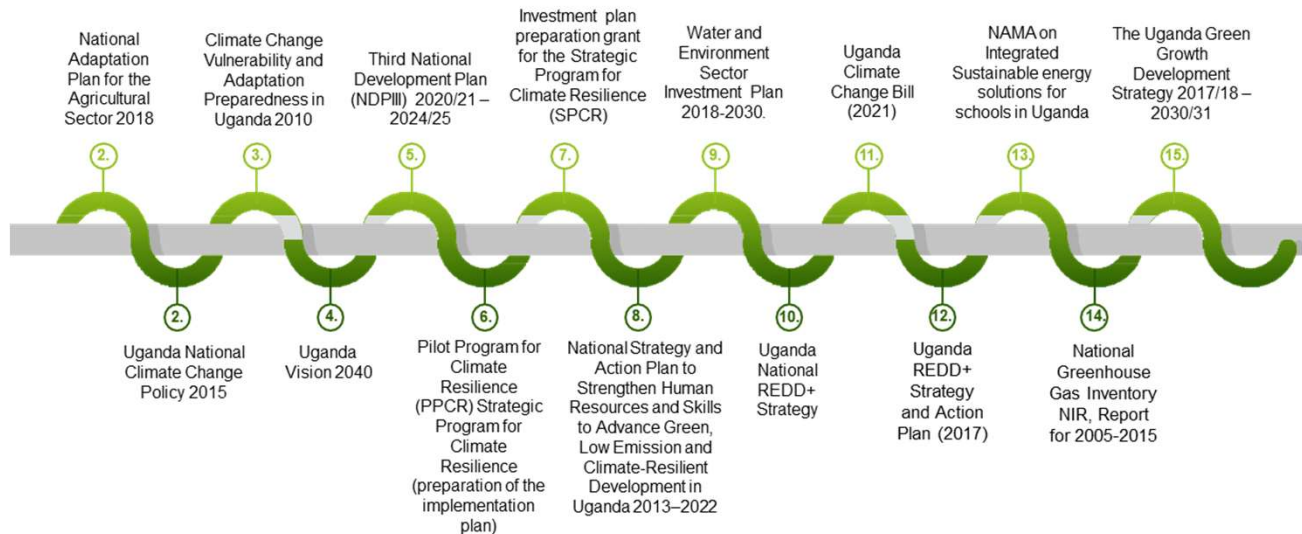 National
Adaptation
Plan for the
Agricultural
Sector 2018
2.
Uganda National
Climate Change
Policy 2015
2.
Climate Change
Vulnerability and
Adaptation
Preparedness in
Uganda 2010
3.
Uganda
Vision 2040
4.
Third National
Development Plan
(NDPIII) 2020/21 –
2024/25
5.
Pilot Program for
Climate
Resilience
(PPCR) Strategic
Program for
Climate
Resilience
(preparation of the
implementation
plan)
6.
Investment plan
preparation grant
for the Strategic
Program for
Climate Resilience
(SPCR)
7.
National Strategy and
Action Plan to
Strengthen Human
Resources and Skills
to Advance Green,
Low Emission and
Climate-Resilient
Development in
Uganda 2013–2022
8.
Water and
Environment
Sector
Investment Plan
2018-2030.
9.
Uganda
National
REDD+
Strategy
10.
Uganda
Climate
Change Bill
(2021)
11.
Uganda
REDD+
Strategy
and Action
Plan (2017)
12.
NAMA on
Integrated
Sustainable energy
solutions for
schools in Uganda
13.
National
Greenhouse
Gas Inventory
NIR, Report
for 2005-2015
14.
The Uganda Green
Growth
Development
Strategy 2017/18 –
2030/31
15.